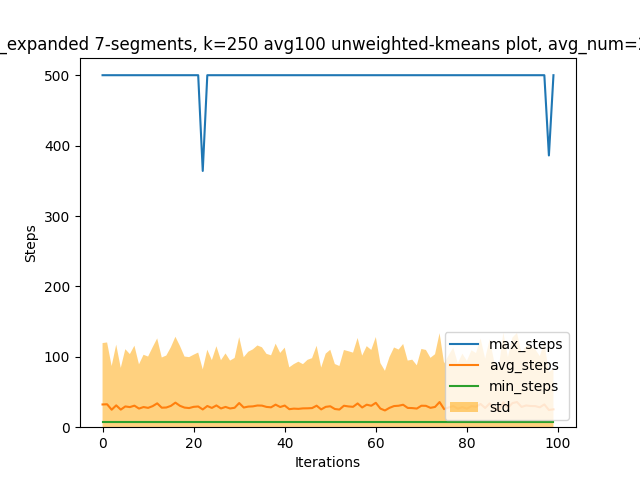 _expanded 7-segments, k=250 avg100 unweighted-kmeans plot, avg_num=
500
400
300
200
100
0
Steps
0 20 40 60 80 100
Iterations
max_steps
avg_steps
min_steps
std